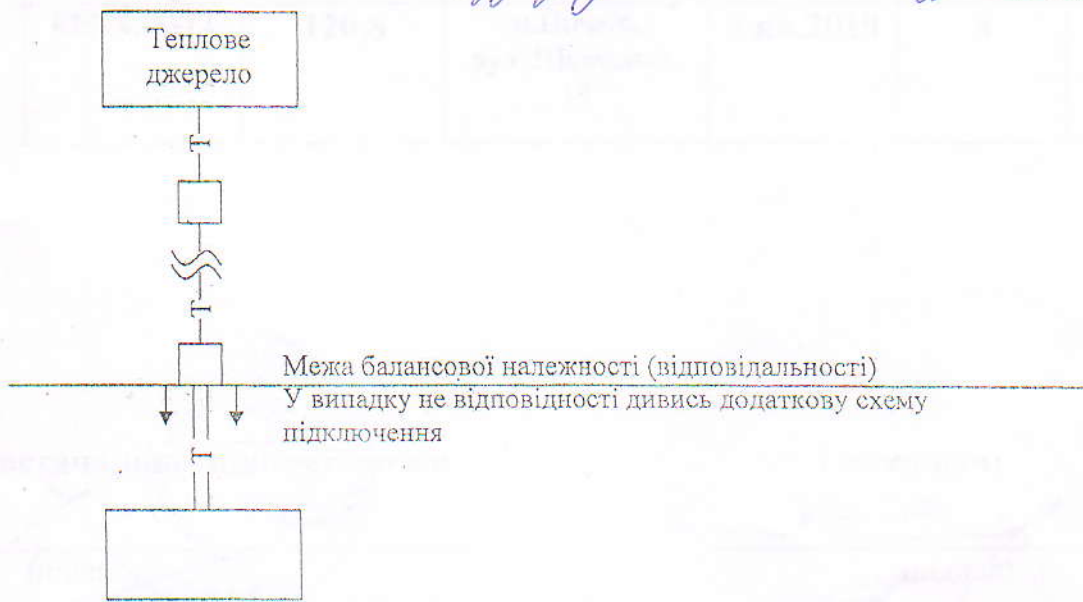 Теплове
джерело
Т
Т
Межа балансової належності (відповідальності)
У випадку не відповідності дивись додаткову схему
підключення
Т